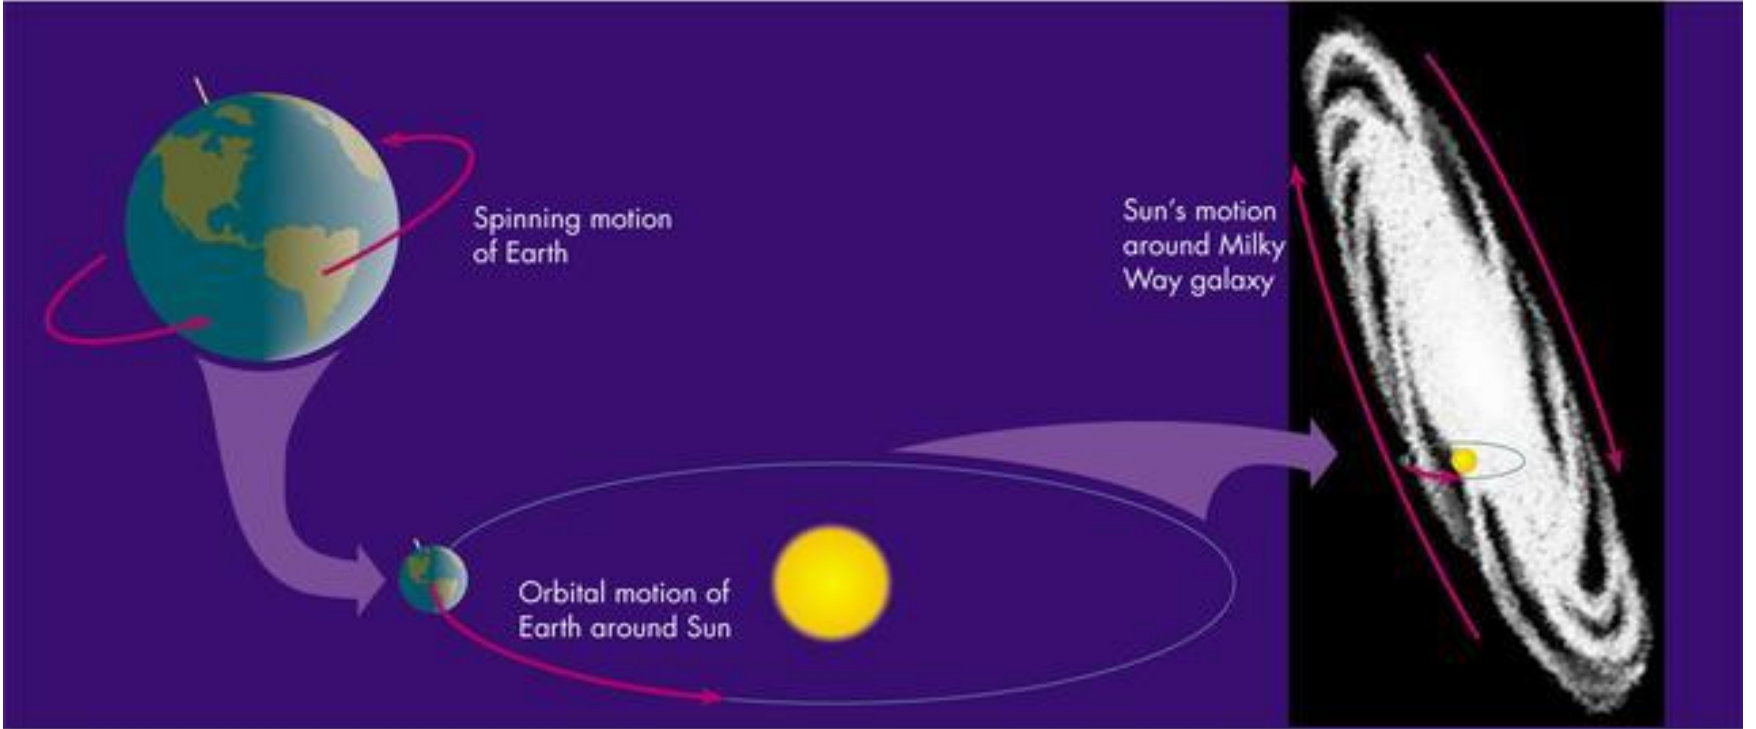 Spinning motion
of Earth
Sun's motion
around Milky
Way galaxy
Orbital motion of
Earth around Sun